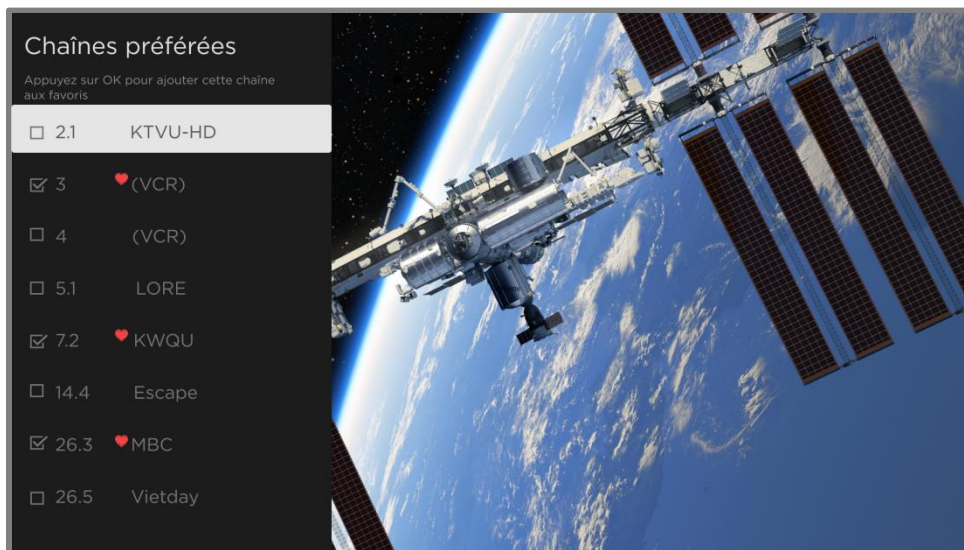 Chaînes préférées
Appuyez sur OK pour ajouter cette chaîne
aux favoris
2.1 KTVU-HD
3 (VCR)
4 (VCR)
5.1 LORE
7.2 KWQU
14.4 Escape
26.3 MBC
26.5 Vietday